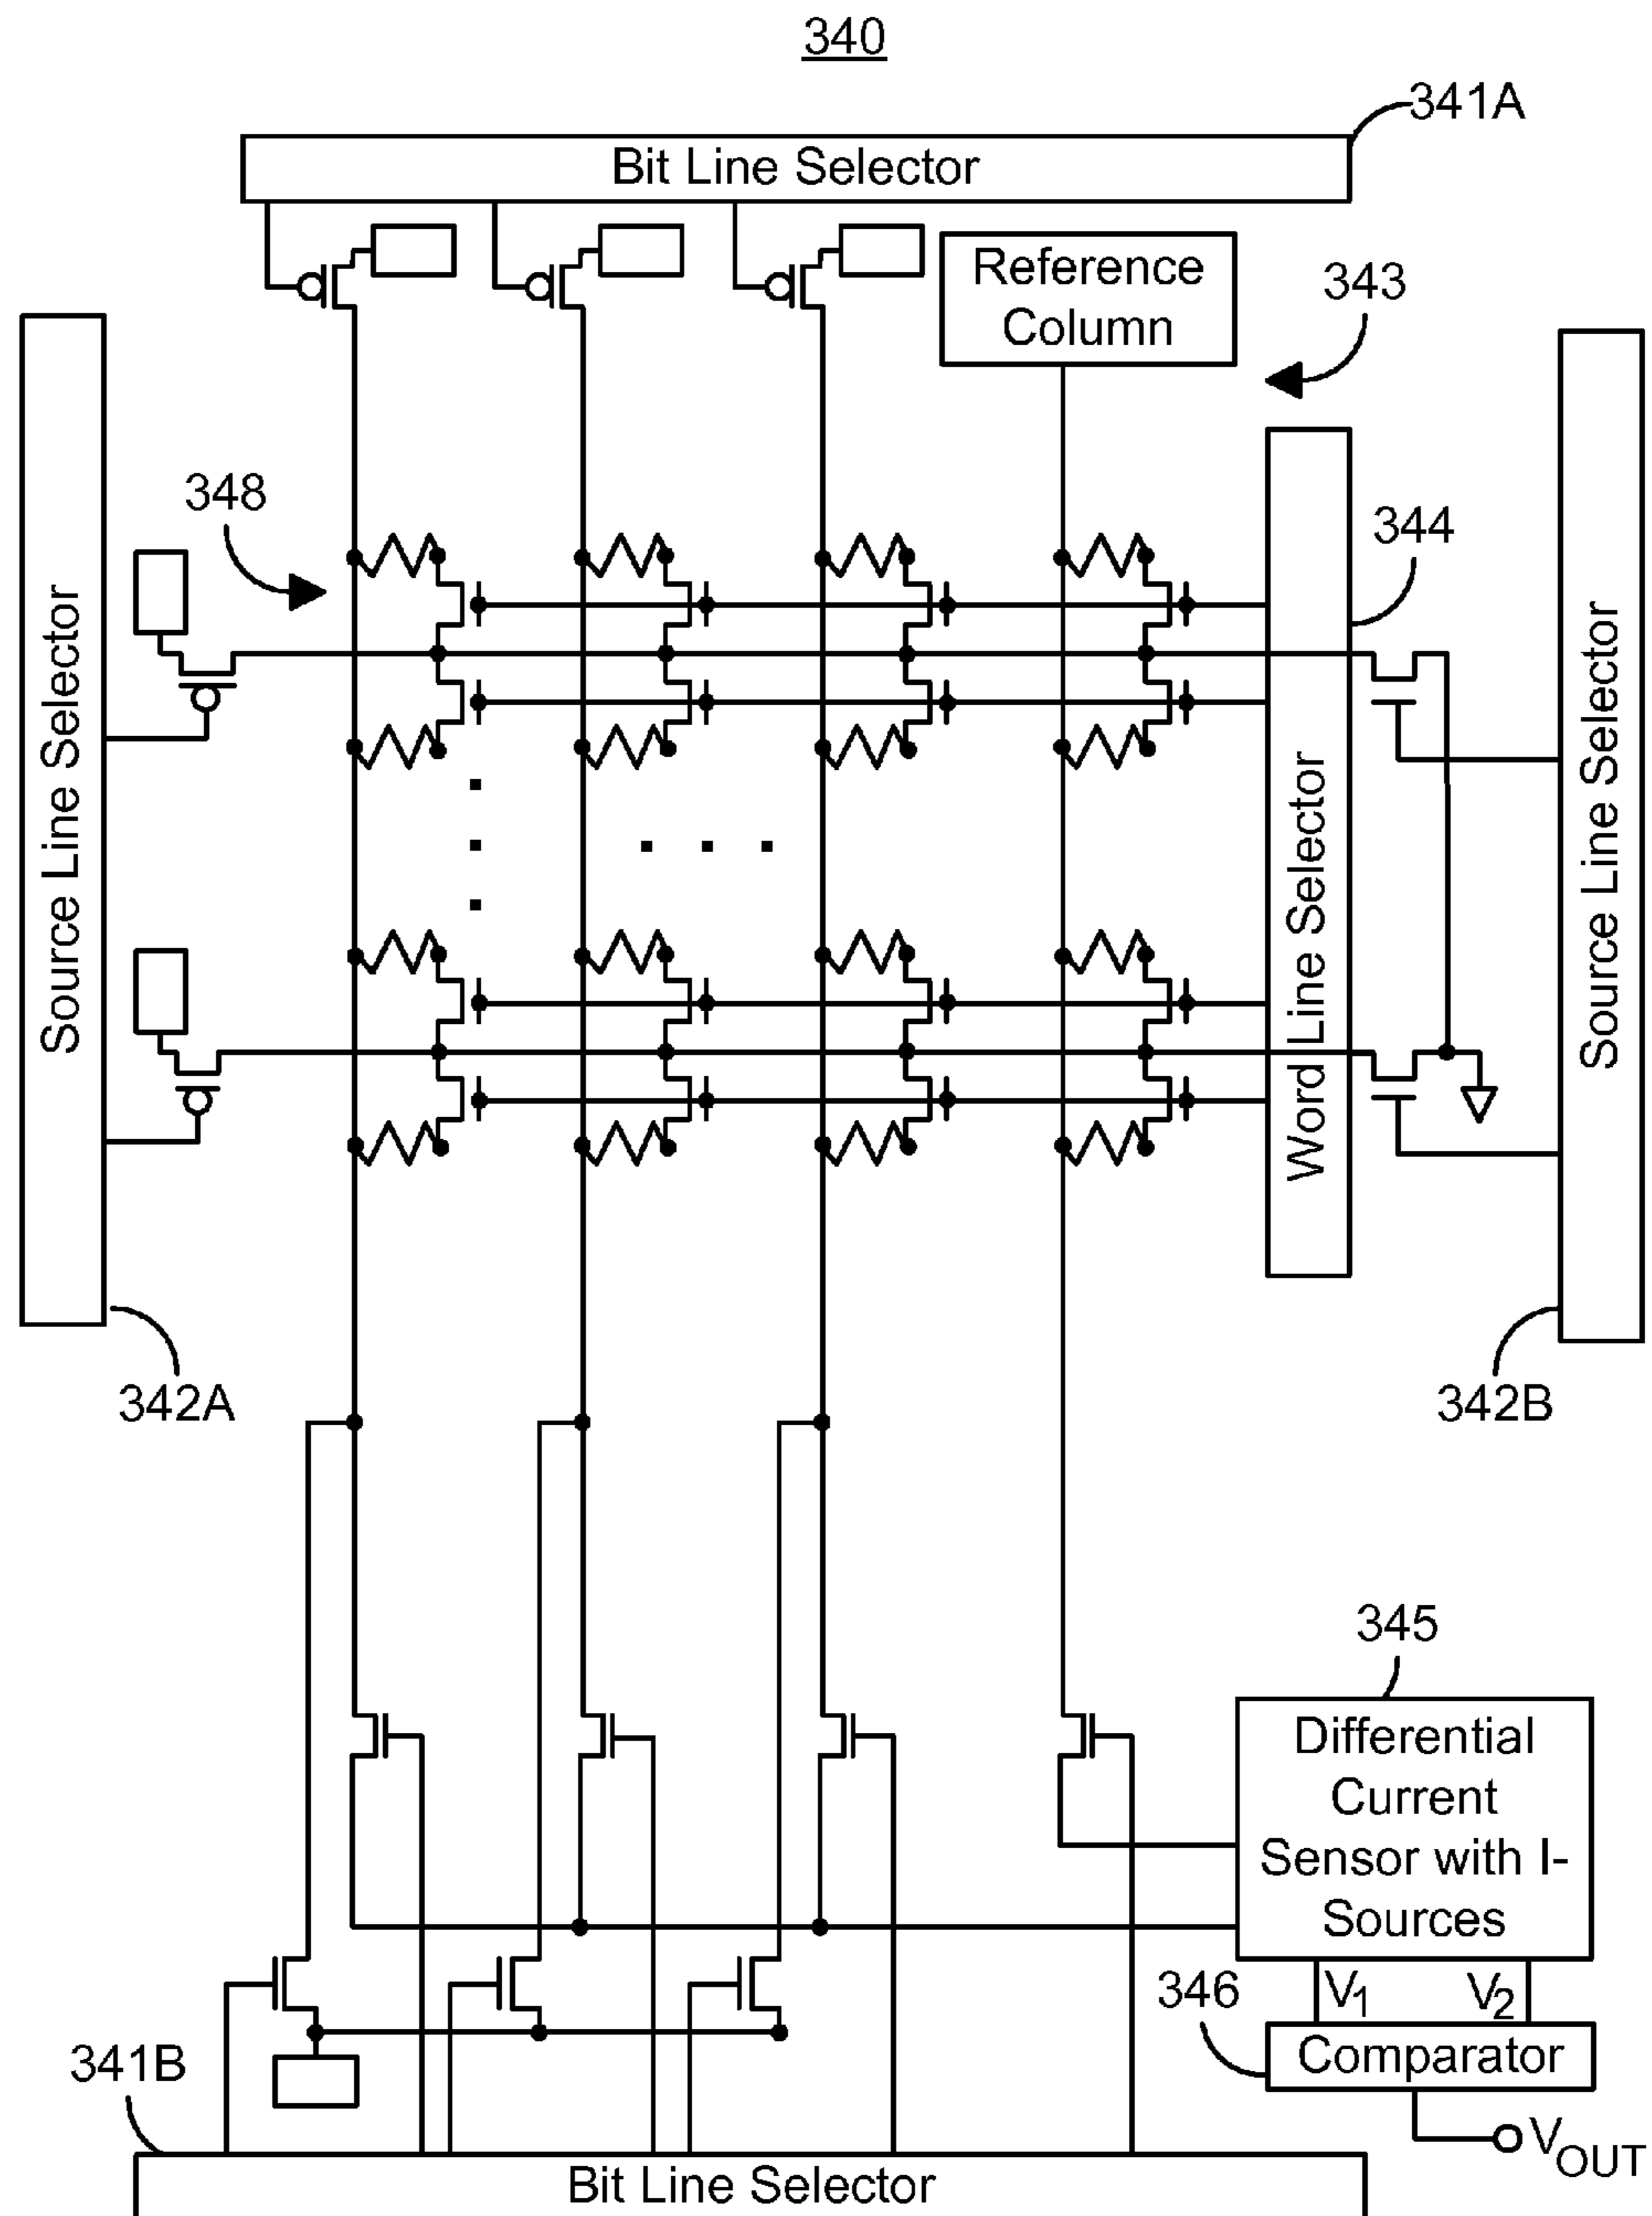 340
341A
Bit Line Selector
Reference
Column
343
348
344
Source Line Selector
Word Line Selector
Source Line Selector
342A
342B
345
Differential
Current
Sensor with I-
Sources
346
V1
V2
Comparator
341B
VOUT
Bit Line Selector